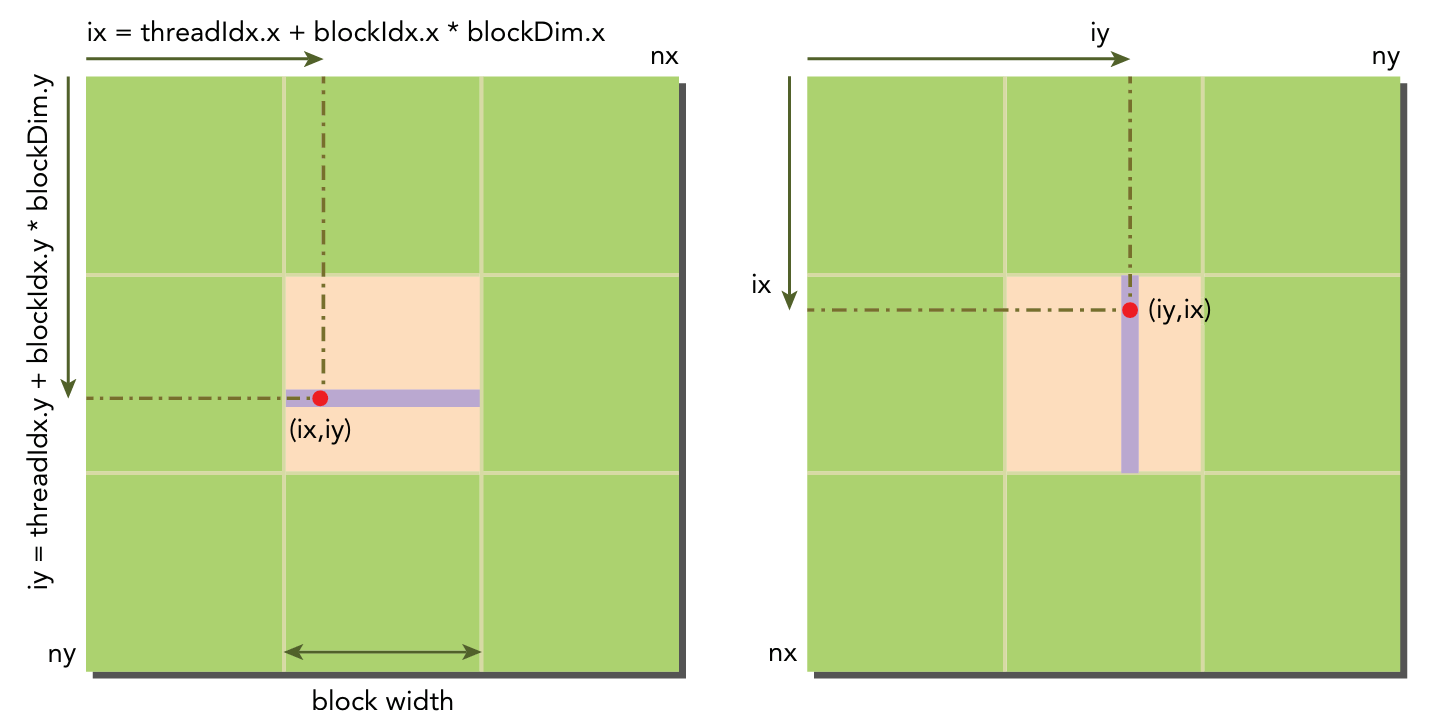 ix = threadIdx.x + blockIdx.x * blockDim.x
nx
iy = threadIdx.y + blockIdx.y * blockDim.y
(ix,iy)
ny
block width
iy
ny
ix
(iy,ix)
nx